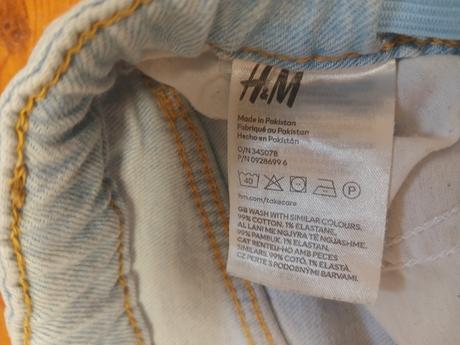 H&M
Made in Pakistan
Fabriqué au Pakistan
Hecho en Pakistán
O/N 345078
P/N 0928699 6
40 P
hm.com/takecare
GB WASH WITH SIMILAR COLOURS.
99% COTTON, 1% ELASTANE.
AL LANI ME NGJYRA TË NGJASHME.
99% PAMBUK, 1% ELASTAN.
CAT RENTEU-HO AMB PECES
SIMILARS. 99% COTÓ, 1% ELASTÀ.
CZ PERTE S PODOBNÝMI BARVAMI.